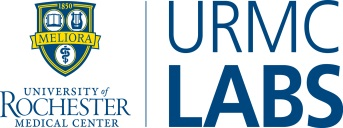 1850
MELIORA
UNIVERSITY of
ROCHESTER
MEDICAL CENTER
URMC
LABS